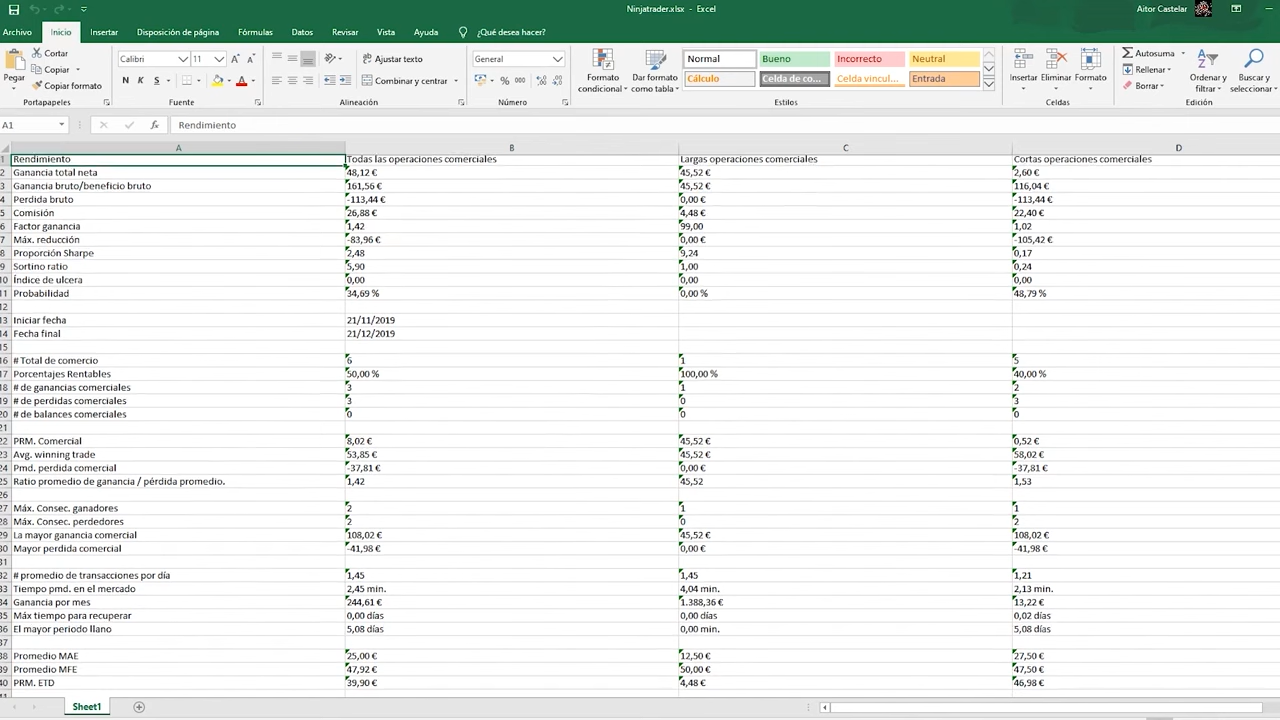 Ninjatrader.xlsx - Excel
Aitor Castelar
Archivo Inicio Insertar Disposición de página Fórmulas Datos Revisar Vista Ayuda ¿Qué desea hacer?
Pegar
Cortar
Copiar
Copiar formato
Portapapeles
Calibri 11
N K S
Fuente
Ajustar texto
Combinar y centrar
Alineación
General
% 000
Número
Formato condicional
Dar formato como tabla
Normal Bueno Incorrecto Neutral
Cálculo Celda de co... Celda vincul... Entrada
Estilos
Insertar Eliminar Formato
Celdas
Autosuma
Rellenar
Borrar
Ordenar y filtrar
Buscar y seleccionar
Edición
A1 fx Rendimiento
A B C D
1 Rendimiento Todas las operaciones comerciales Largas operaciones comerciales Cortas operaciones comerciales
2 Ganancia total neta 48,12 € 45,52 € 2,60 €
3 Ganancia bruto/beneficio bruto 161,56 € 45,52 € 116,04 €
4 Perdida bruto -113,44 € 0,00 € -113,44 €
5 Comisión 26,88 € 4,48 € 22,40 €
6 Factor ganancia 1,42 99,00 1,02
7 Máx. reducción -83,96 € 0,00 € -105,42 €
8 Proporción Sharpe 2,48 9,24 0,17
9 Sortino ratio 5,90 1,00 0,24
10 Índice de ulcera 0,00 0,00 0,00
11 Probabilidad 34,69 % 0,00 % 48,79 %
12
13 Iniciar fecha 21/11/2019
14 Fecha final 21/12/2019
15
16 # Total de comercio 6 1 5
17 Porcentajes Rentables 50,00 % 100,00 % 40,00 %
18 # de ganancias comerciales 3 1 2
19 # de perdidas comerciales 3 0 3
20 # de balances comerciales 0 0 0
21
22 PRM. Comercial 8,02 € 45,52 € 0,52 €
23 Avg. winning trade 53,85 € 45,52 € 58,02 €
24 Pmd. perdida comercial -37,81 € 0,00 € -37,81 €
25 Ratio promedio de ganancia / pérdida promedio. 1,42 45,52 1,53
26
27 Máx. Consec. ganadores 2 1 1
28 Máx. Consec. perdedores 2 0 2
29 La mayor ganancia comercial 108,02 € 45,52 € 108,02 €
30 Mayor perdida comercial -41,98 € 0,00 € -41,98 €
31
32 # promedio de transacciones por día 1,45 1,45 1,21
33 Tiempo pmd. en el mercado 2,45 min. 4,04 min. 2,13 min.
34 Ganancia por mes 244,61 € 1.388,36 € 13,22 €
35 Máx tiempo para recuperar 0,00 días 0,00 días 0,02 días
36 El mayor periodo llano 5,08 días 0,00 min. 5,08 días
37
38 Promedio MAE 25,00 € 12,50 € 27,50 €
39 Promedio MFE 47,92 € 50,00 € 47,50 €
40 PRM. ETD 39,90 € 4,48 € 46,98 €
Sheet1